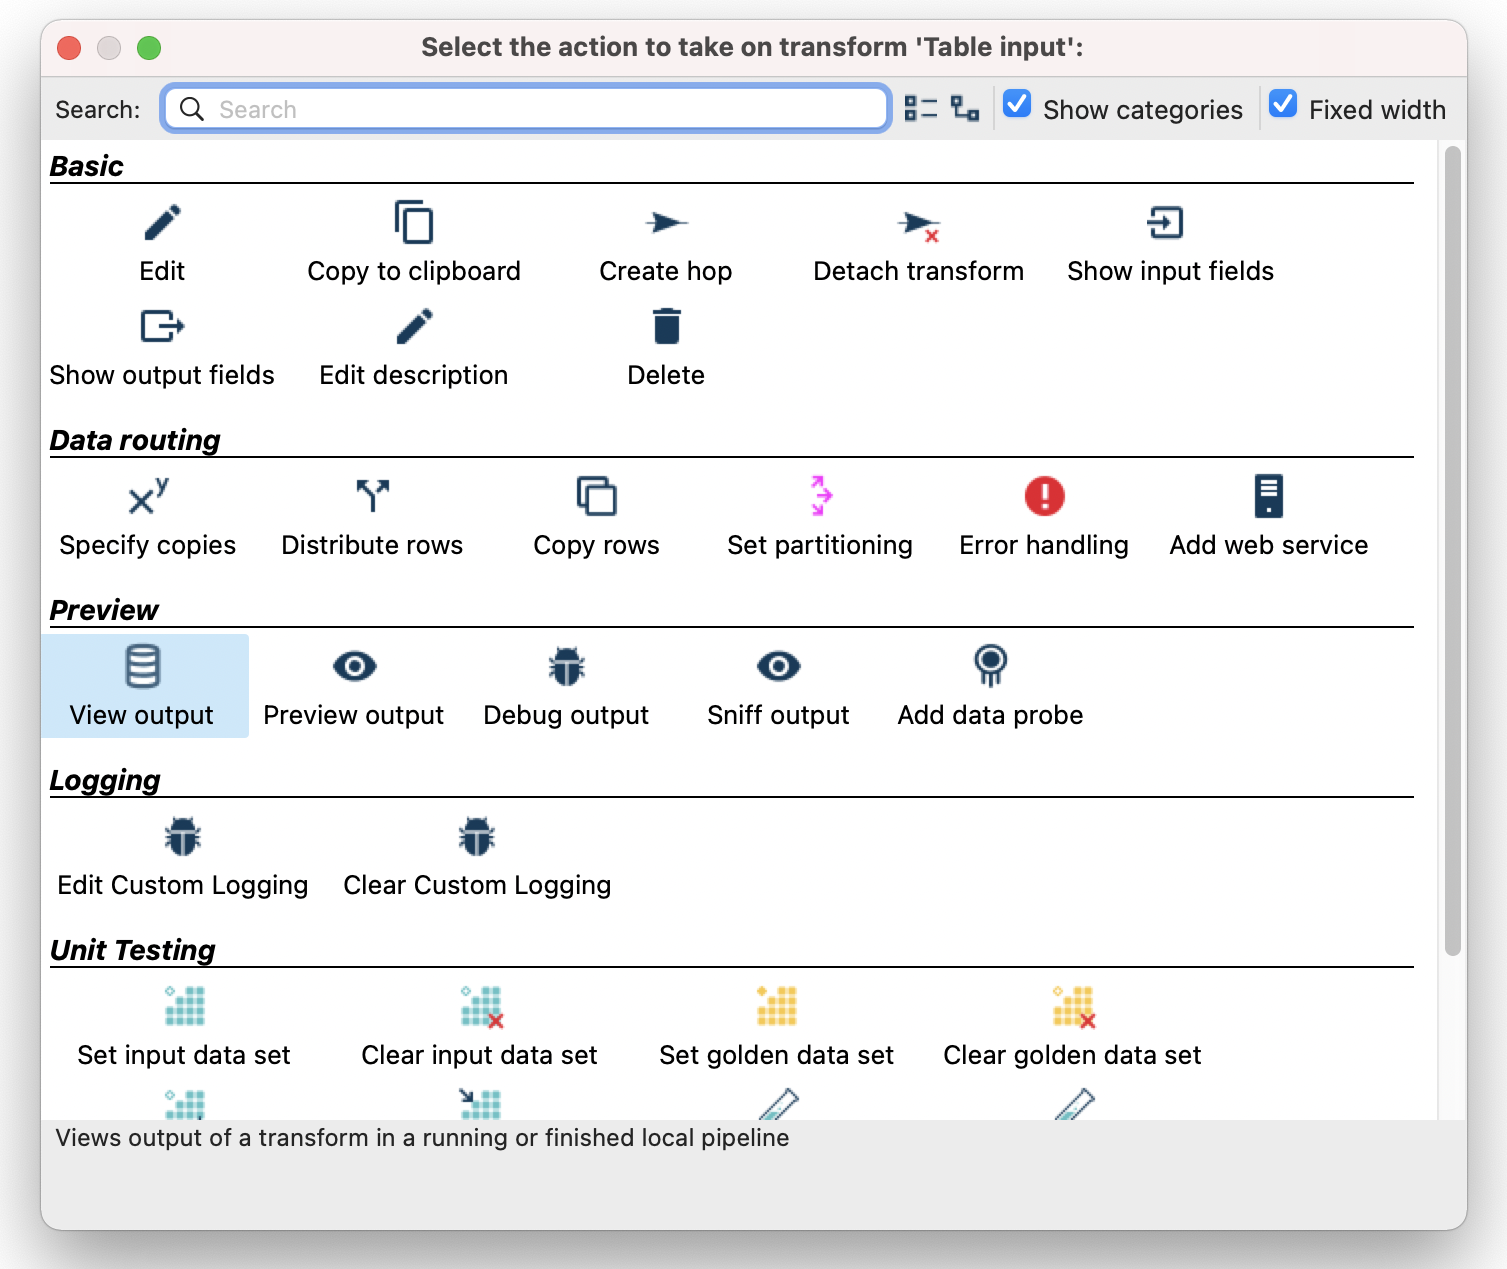 Select the action to take on transform 'Table input':
Search: Search Show categories Fixed width
Basic
Edit Copy to clipboard Create hop Detach transform Show input fields
Show output fields Edit description Delete
Data routing
Specify copies Distribute rows Copy rows Set partitioning Error handling Add web service
Preview
View output Preview output Debug output Sniff output Add data probe
Logging
Edit Custom Logging Clear Custom Logging
Unit Testing
Set input data set Clear input data set Set golden data set Clear golden data set
Views output of a transform in a running or finished local pipeline